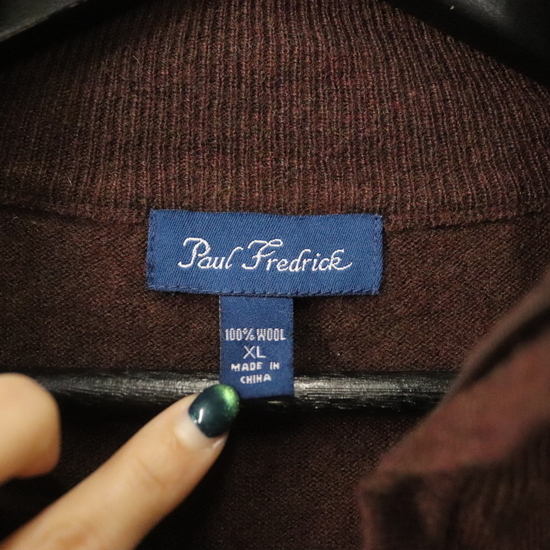 Paul Fredrick
100% WOOL
XL
MADE IN
CHINA